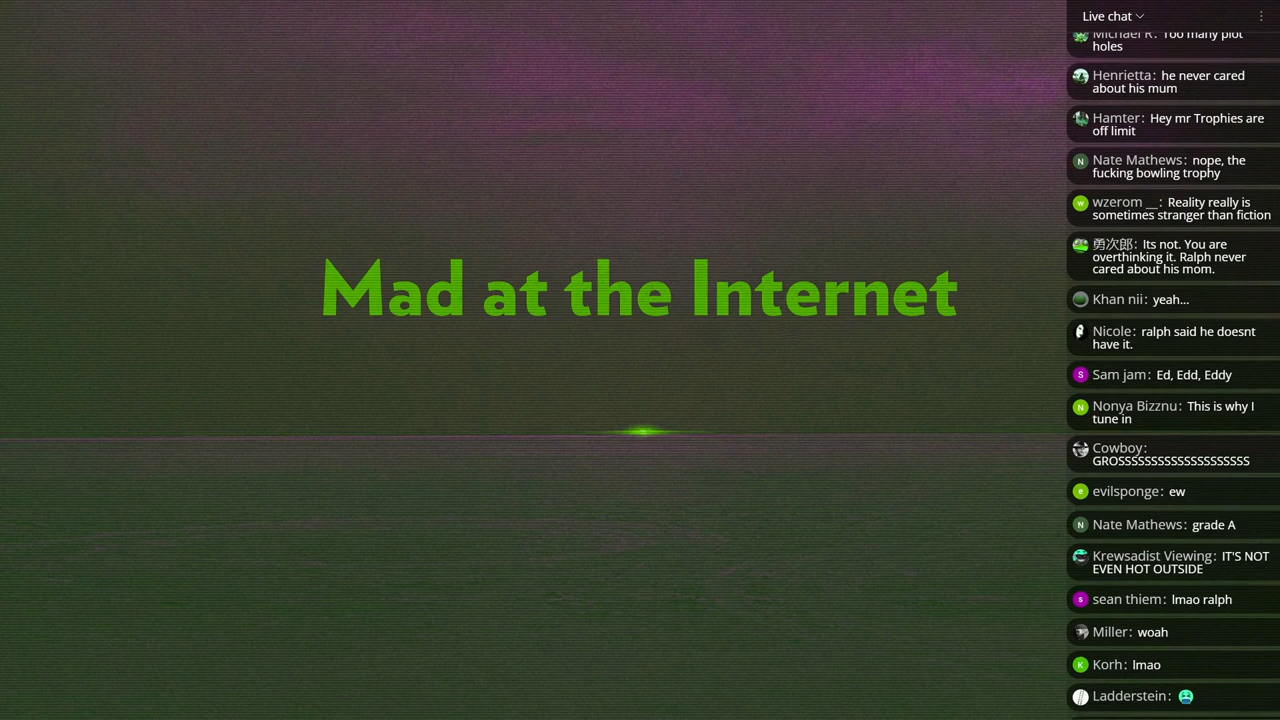 Live chat
Michael R: Too many plot
holes
Henrietta: he never cared
about his mum
Hamter: Hey mr Trophies are
off limit
N
Nate Mathews: nope, the
fucking bowling trophy
w
wzerom __: Reality really is
sometimes stranger than fiction
勇次郎: Its not. You are
overthinking it. Ralph never
cared about his mom.
Khan nii: yeah...
Nicole: ralph said he doesnt
have it.
S
Sam jam: Ed, Edd, Eddy
N
Nonya Bizznu: This is why I
tune in
Cowboy:
GROSSSSSSSSSSSSSSSSSSSS
e
evilsponge: ew
N
Nate Mathews: grade A
Krewsadist Viewing: IT'S NOT
EVEN HOT OUTSIDE
s
sean thiem: lmao ralph
Miller: woah
K
Korh: lmao
Ladderstein:
Mad at the Internet